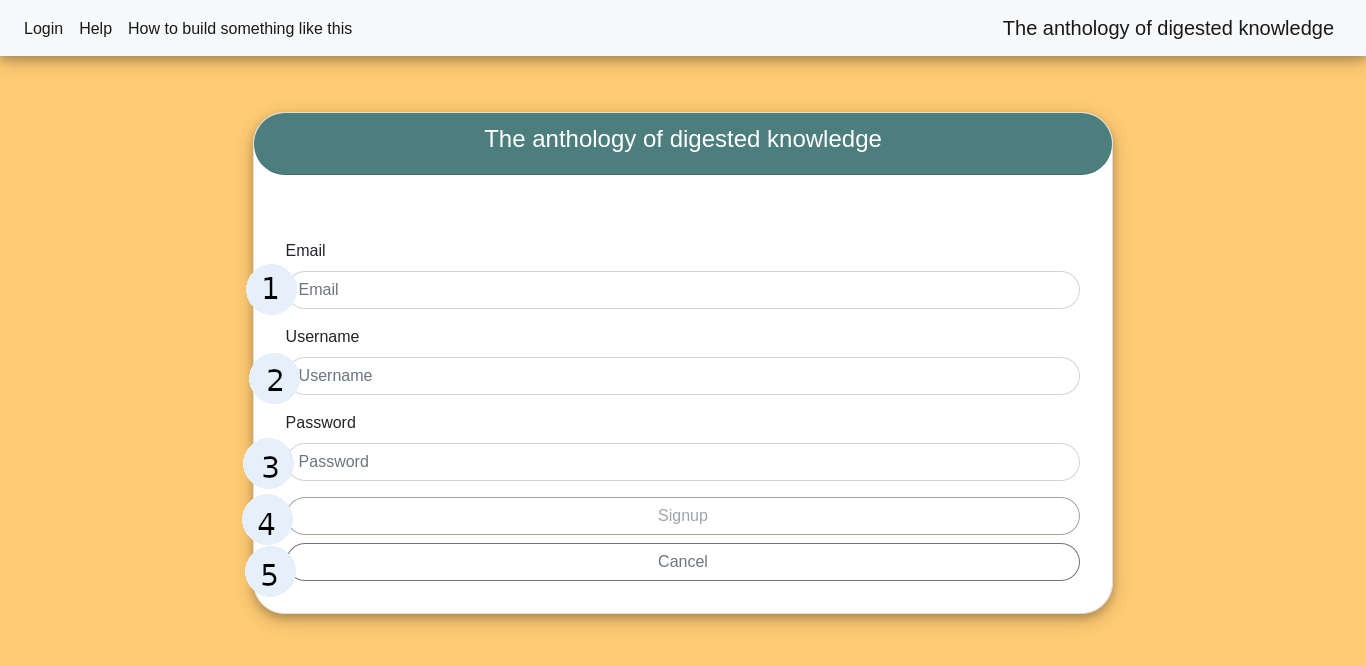 Login Help How to build something like this The anthology of digested knowledge
The anthology of digested knowledge
Email
1 Email
Username
2 Username
Password
3 Password
4 Signup
5 Cancel